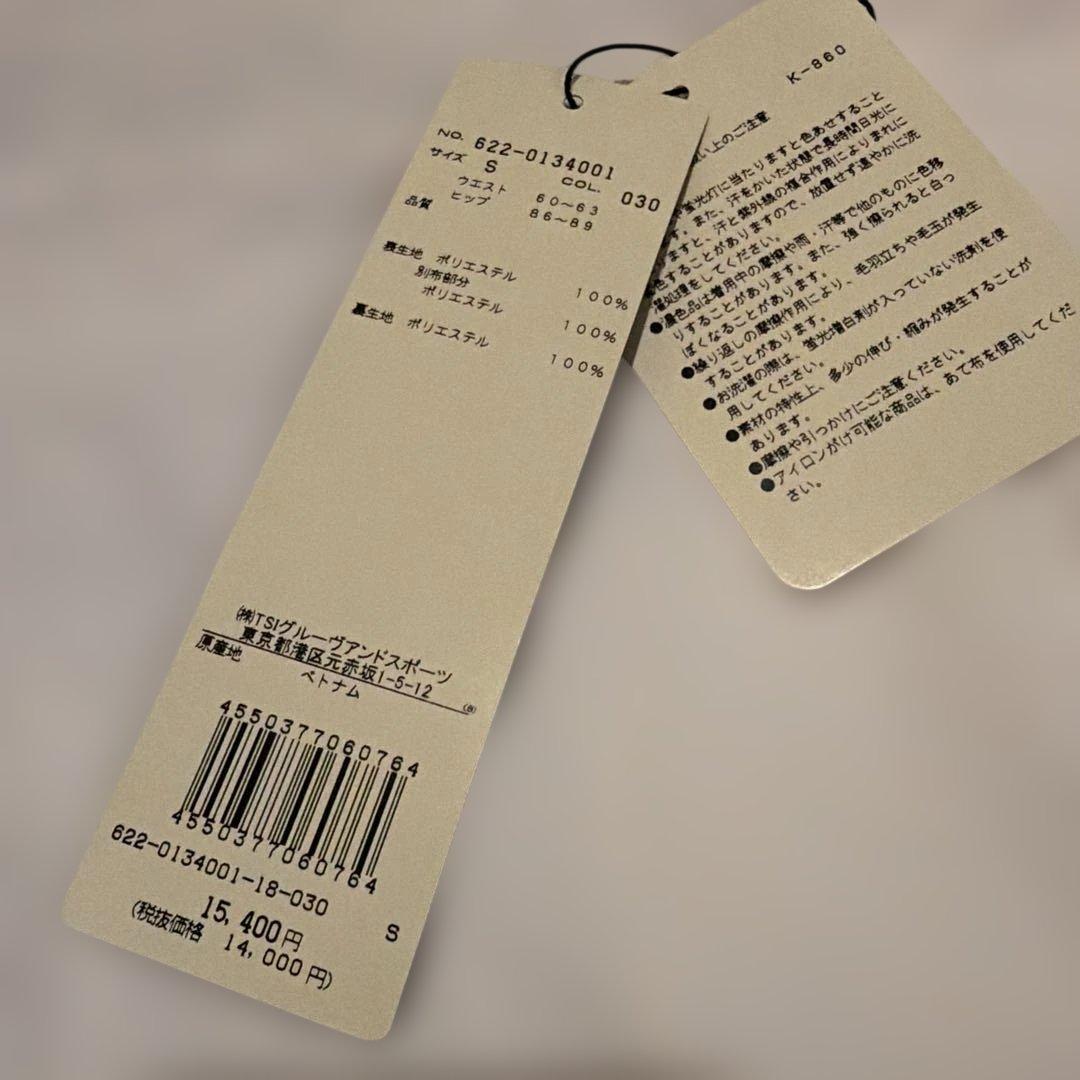 NO. 622-0134001
サイズ S COL. 030
ウエスト 60～63
ヒップ 86～89
品質
表生地 ポリエステル 100%
別布部分
ポリエステル 100%
裏生地 ポリエステル 100%
㈱TSIグルーヴアンドスポーツ
東京都港区元赤坂1-5-12
原産地 ベトナム
4550377060764
4550377060764
622-0134001-18-030
S
15,400円
(税抜価格 14,000円)
K-860
い上のご注意
蛍光灯に当たりますと色あせすること
す。また、汗をかいた状態で長時間日光に
ますと、汗と紫外線の複合作用によりまれに
色することがありますので、放置せず速やかに洗
濯処理をしてください。
●濃色品は着用中の摩擦や雨・汗等で他のものに色移
りすることがあります。また、強く擦られると白っ
ぽくなることがあります。
●繰り返しの摩擦作用により、毛羽立ちや毛玉が発生
することがあります。
●お洗濯の際は、蛍光増白剤が入っていない洗剤を使
用してください。
●素材の特性上、多少の伸び・縮みが発生することが
あります。
●摩擦や引っかけにご注意ください。
●アイロンがけ可能な商品は、あて布を使用してくだ
さい。